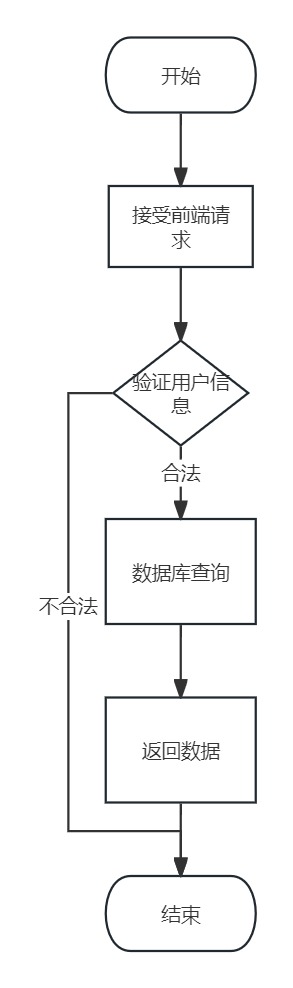 开始
接受前端请
求
验证用户信
息
合法
数据库查询
不合法
返回数据
结束